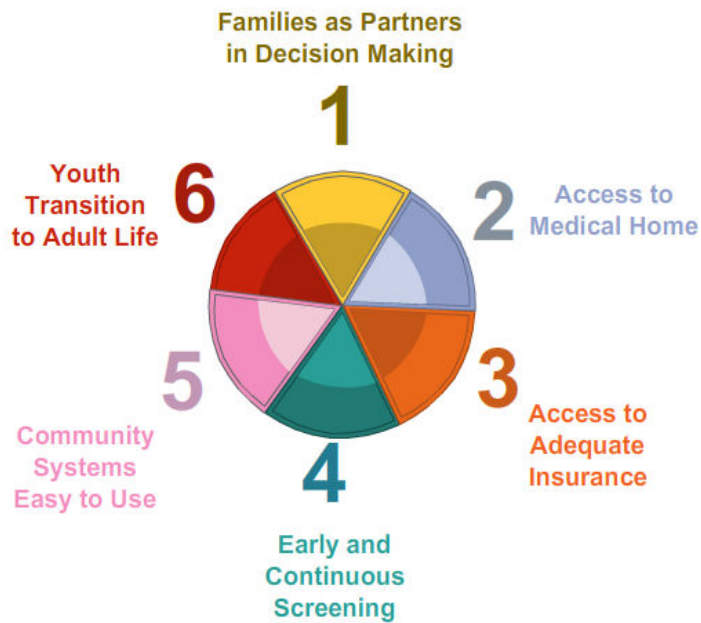 Families as Partners
in Decision Making
1
2
Access to
Medical Home
3
Access to
Adequate
Insurance
4
Early and
Continuous
Screening
5
Community
Systems
Easy to Use
6
Youth
Transition
to Adult Life